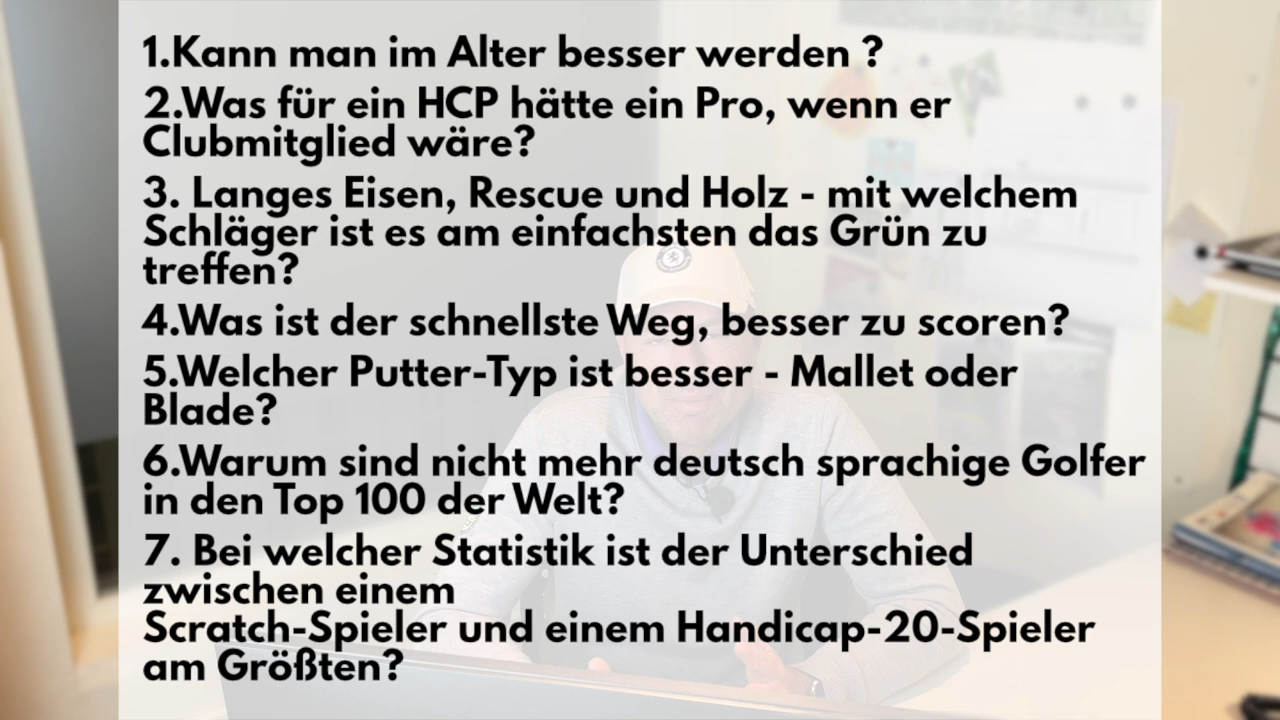 1.Kann man im Alter besser werden ?
2.Was für ein HCP hätte ein Pro, wenn er
Clubmitglied wäre?
3. Langes Eisen, Rescue und Holz - mit welchem
Schläger ist es am einfachsten das Grün zu
treffen?
4.Was ist der schnellste Weg, besser zu scoren?
5.Welcher Putter-Typ ist besser - Mallet oder
Blade?
6.Warum sind nicht mehr deutsch sprachige Golfer
in den Top 100 der Welt?
7. Bei welcher Statistik ist der Unterschied
zwischen einem
Scratch-Spieler und einem Handicap-20-Spieler
am Größten?